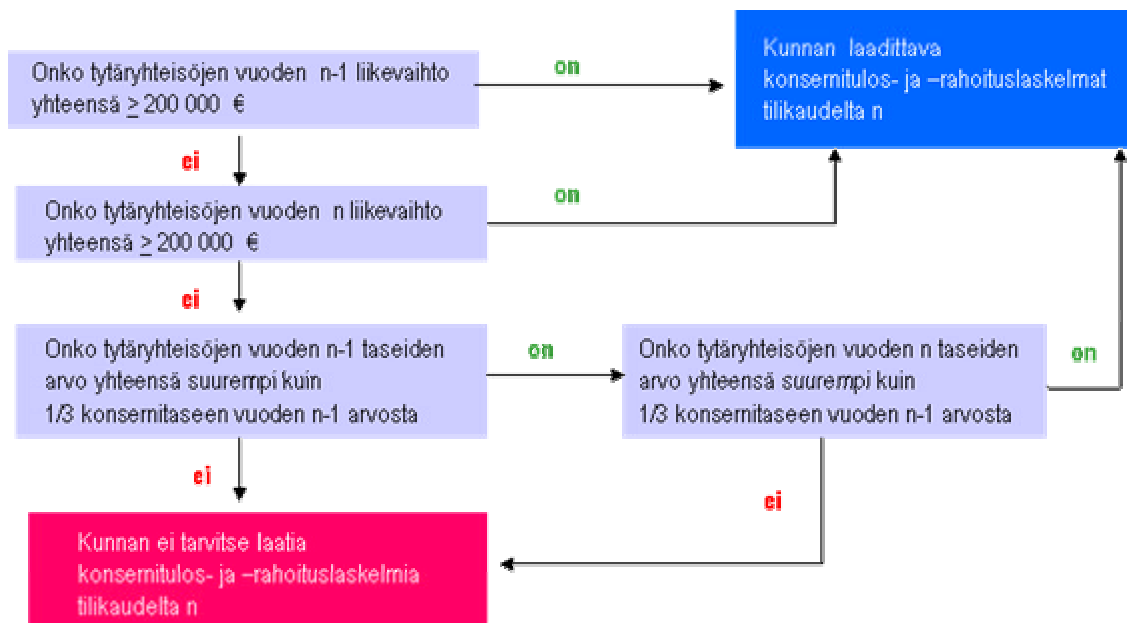 Onko tytäryhteisöjen vuoden n-1 liikevaihto
yhteensä ≥ 200 000 €
on
Kunnan laadittava
konsernitulos- ja –rahoituslaskelmat
tilikaudelta n
ei
Onko tytäryhteisöjen vuoden n liikevaihto
yhteensä ≥ 200 000 €
on
ei
Onko tytäryhteisöjen vuoden n-1 taseiden
arvo yhteensä suurempi kuin
1/3 konsernitaseen vuoden n-1 arvosta
on
Onko tytäryhteisöjen vuoden n taseiden
arvo yhteensä suurempi kuin
1/3 konsernitaseen vuoden n-1 arvosta
on
ei
ei
Kunnan ei tarvitse laatia
konsernitulos- ja –rahoituslaskelmia
tilikaudelta n